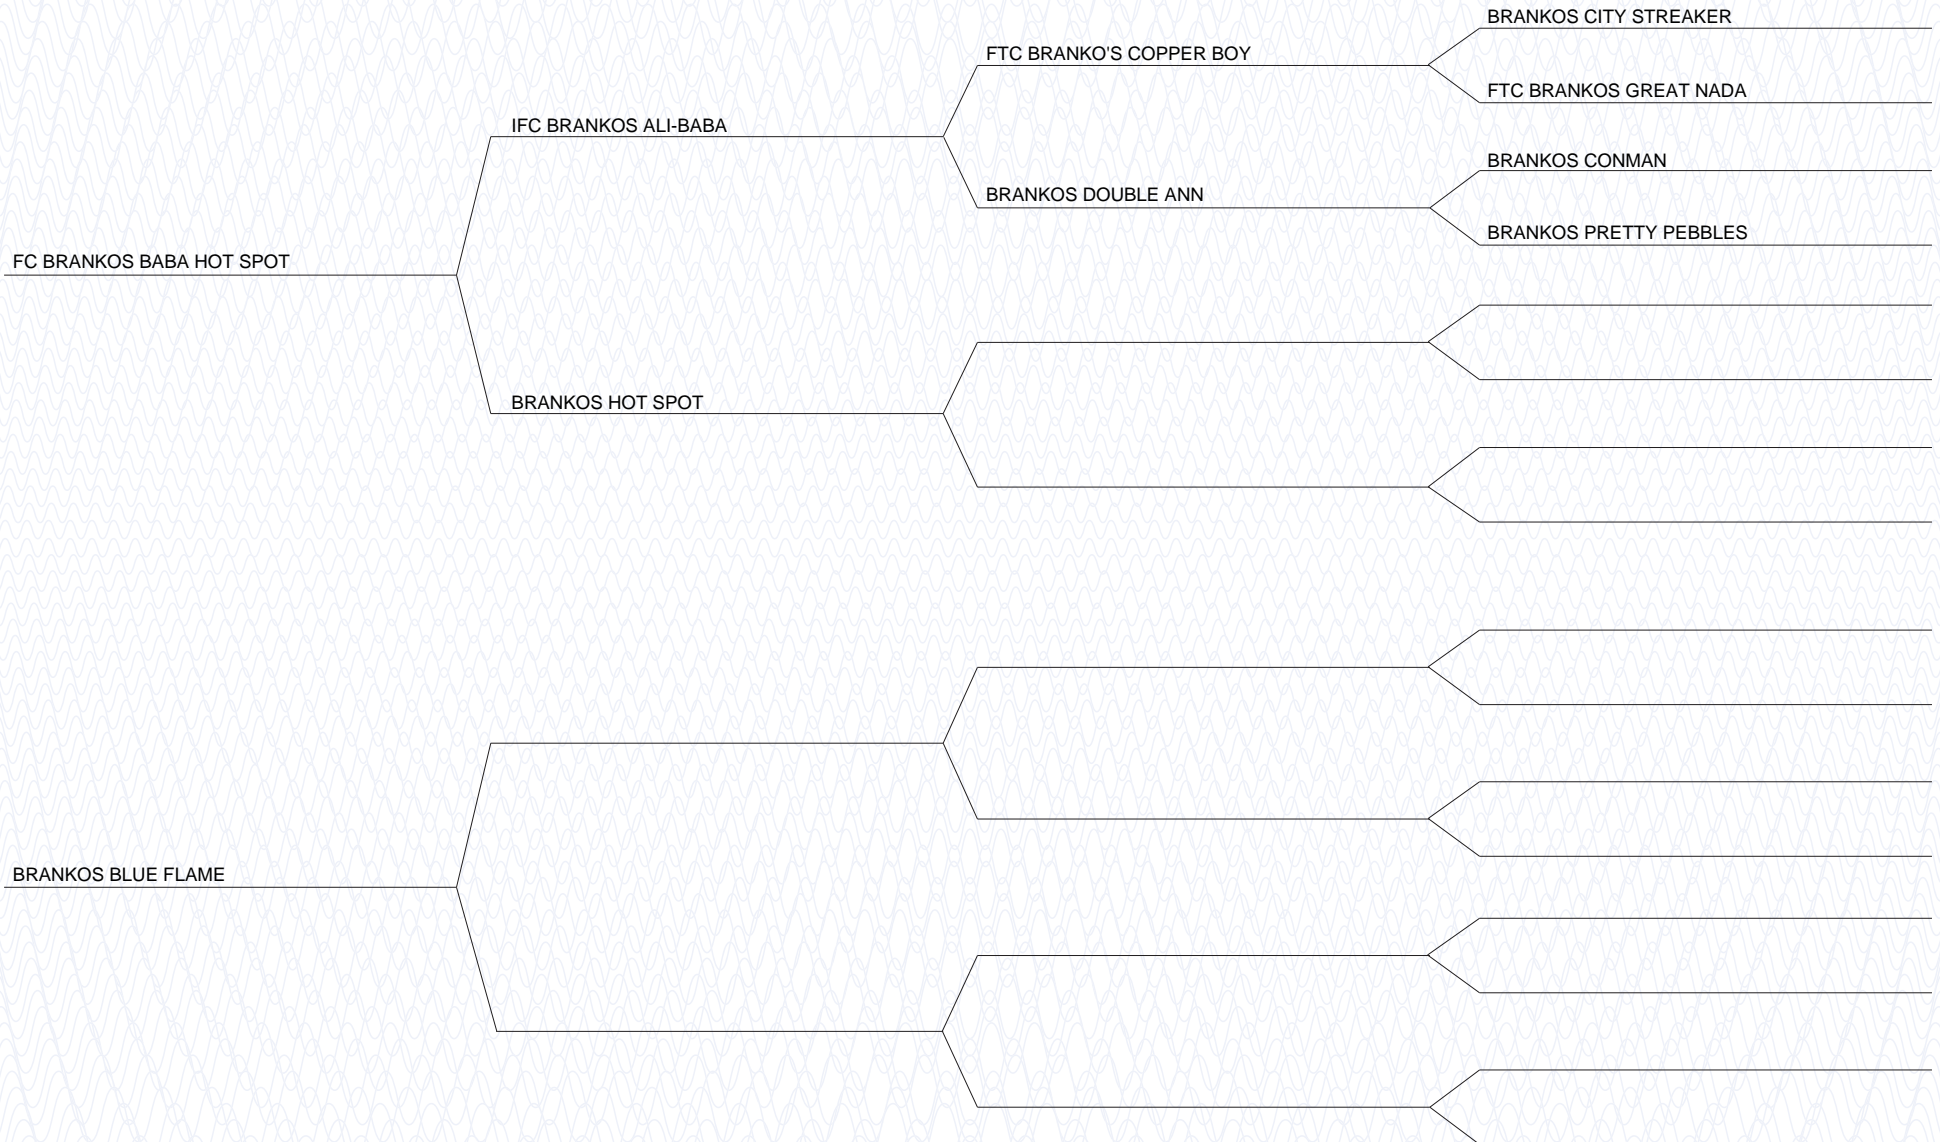 BRANKOS CITY STREAKER
FTC BRANKO'S COPPER BOY
FTC BRANKOS GREAT NADA
IFC BRANKOS ALI-BABA
BRANKOS CONMAN
BRANKOS DOUBLE ANN
BRANKOS PRETTY PEBBLES
FC BRANKOS BABA HOT SPOT
BRANKOS HOT SPOT
BRANKOS BLUE FLAME